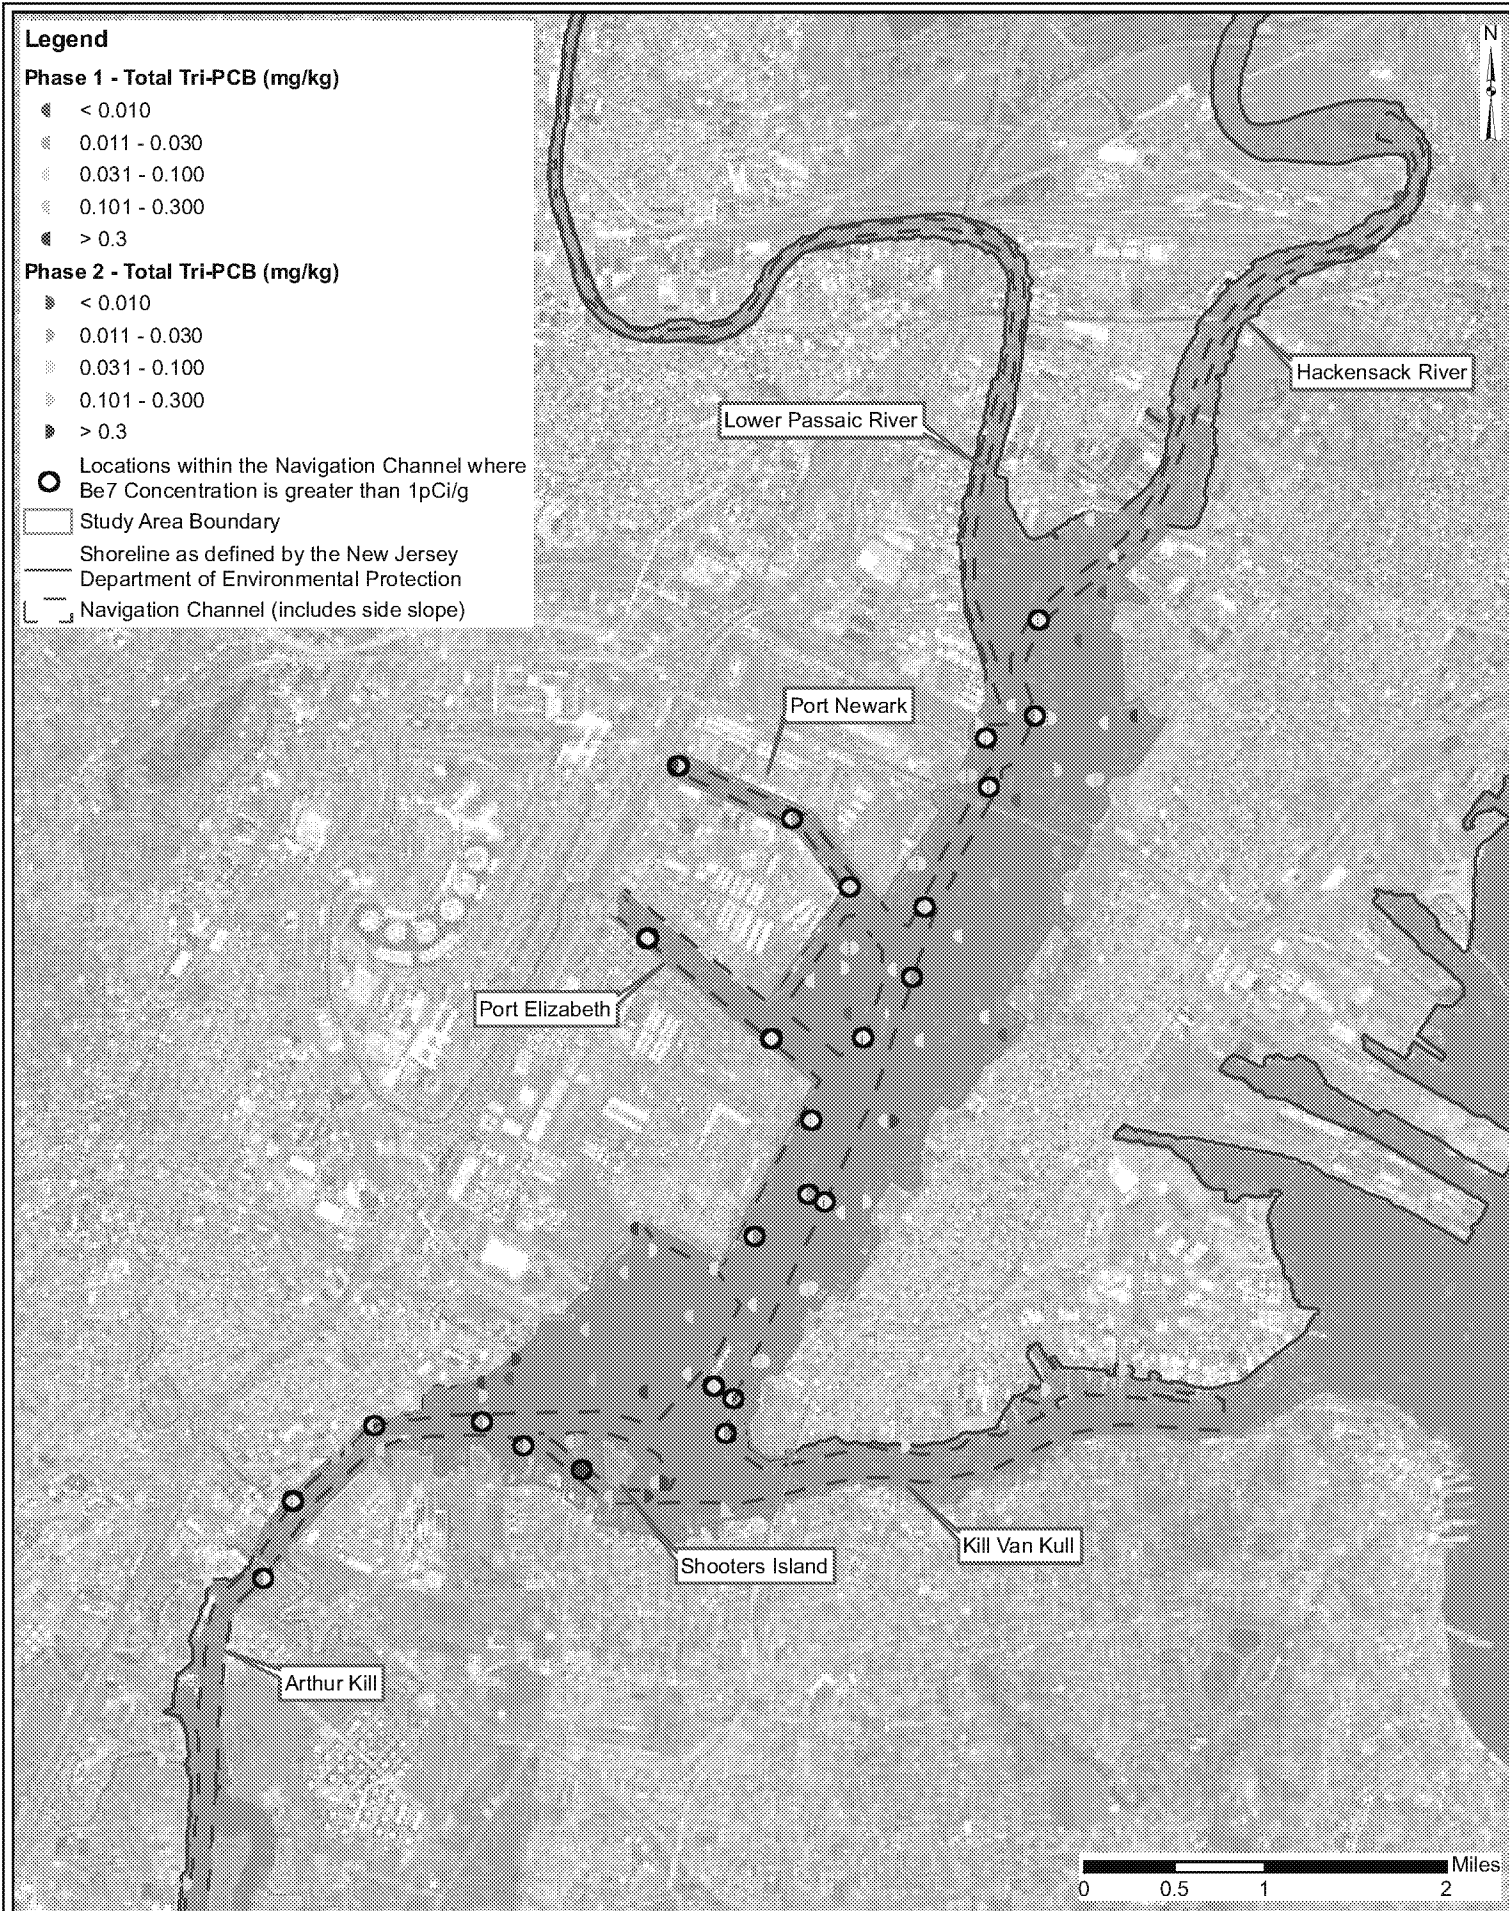 Legend
Phase 1 - Total Tri-PCB (mg/kg)
< 0.010
0.011 - 0.030
0.031 - 0.100
0.101 - 0.300
> 0.3
Phase 2 - Total Tri-PCB (mg/kg)
< 0.010
0.011 - 0.030
0.031 - 0.100
0.101 - 0.300
> 0.3
Locations within the Navigation Channel where
Be7 Concentration is greater than 1pCi/g
Study Area Boundary
Shoreline as defined by the New Jersey
Department of Environmental Protection
Navigation Channel (includes side slope)
N
Hackensack River
Lower Passaic River
Port Newark
Port Elizabeth
Kill Van Kull
Shooters Island
Arthur Kill
Miles
0 0.5 1 2